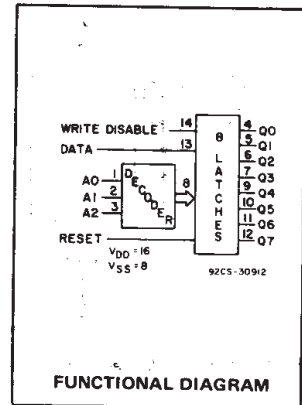 14
WRITE DISABLE
DATA
13
A0 1
A1 2
A2 3
DECODER
8
8 LATCHES
4 Q0
5 Q1
6 Q2
7 Q3
9 Q4
10 Q5
11 Q6
12 Q7
RESET
VDD = 16
VSS = 8
92CS-30912
FUNCTIONAL DIAGRAM